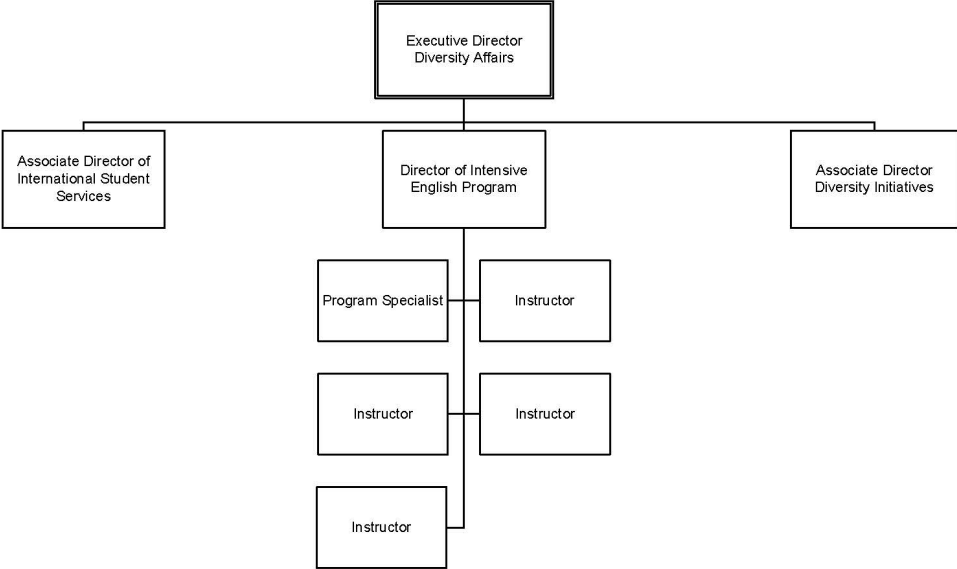 Executive Director
Diversity Affairs
Associate Director of
International Student
Services
Director of Intensive
English Program
Associate Director
Diversity Initiatives
Program Specialist
Instructor
Instructor
Instructor
Instructor